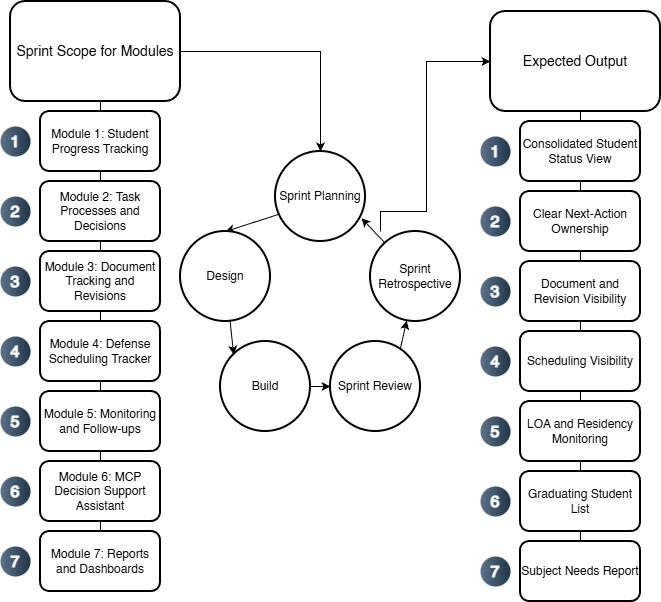 Sprint Scope for Modules
1
Module 1: Student
Progress Tracking
2
Module 2: Task
Processes and
Decisions
3
Module 3: Document
Tracking and
Revisions
4
Module 4: Defense
Scheduling Tracker
5
Module 5: Monitoring
and Follow-ups
6
Module 6: MCP
Decision Support
Assistant
7
Module 7: Reports
and Dashboards
Sprint Planning
Design
Build
Sprint Review
Sprint
Retrospective
Expected Output
1
Consolidated Student
Status View
2
Clear Next-Action
Ownership
3
Document and
Revision Visibility
4
Scheduling Visibility
5
LOA and Residency
Monitoring
6
Graduating Student
List
7
Subject Needs Report